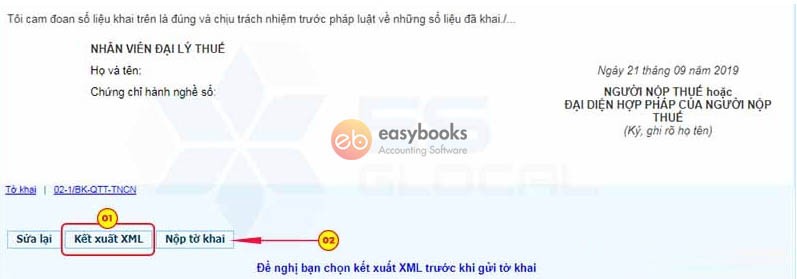 Tôi cam đoan số liệu khai trên là đúng và chịu trách nhiệm trước pháp luật về những số liệu đã khai./...
NHÂN VIÊN ĐẠI LÝ THUẾ
Họ và tên:
Chứng chỉ hành nghề số:
Ngày 21 tháng 09 năm 2019
NGƯỜI NỘP THUẾ hoặc
ĐẠI DIỆN HỢP PHÁP CỦA NGƯỜI NỘP
THUẾ
(Ký, ghi rõ họ tên)
eb easybooks
Accounting Software
GLOCAL
Tờ khai | 02-1/BK-QTT-TNCN
01
Sửa lại Kết xuất XML Nộp tờ khai 02
Đề nghị bạn chọn kết xuất XML trước khi gửi tờ khai